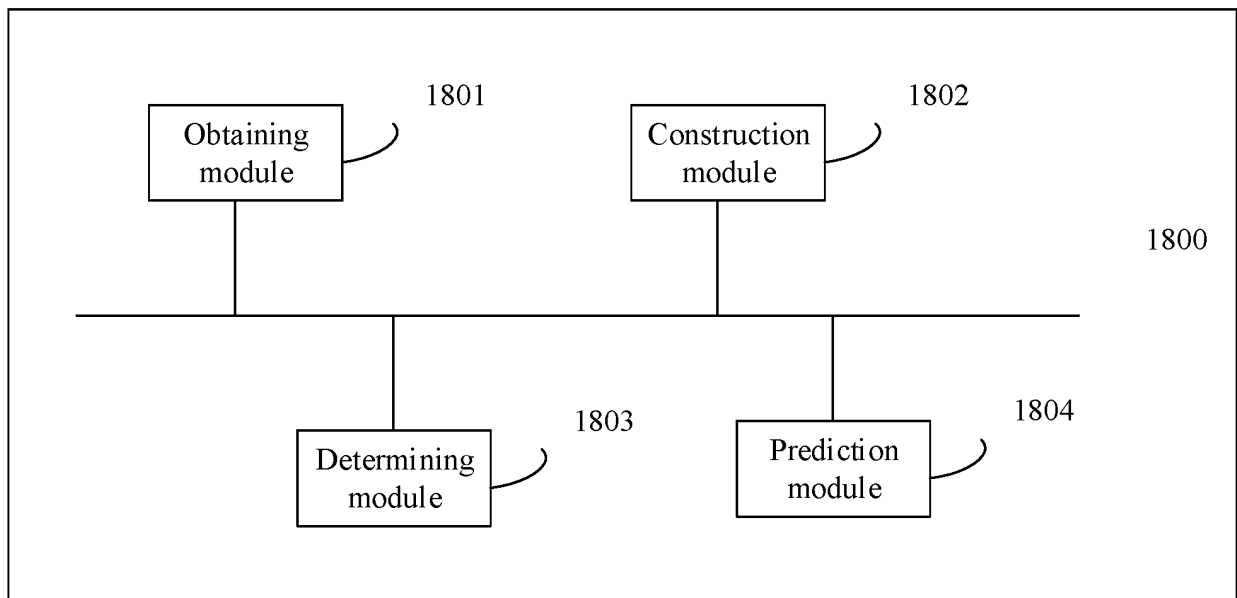 1801
Obtaining
module
1802
Construction
module
1800
1803
Determining
module
1804
Prediction
module